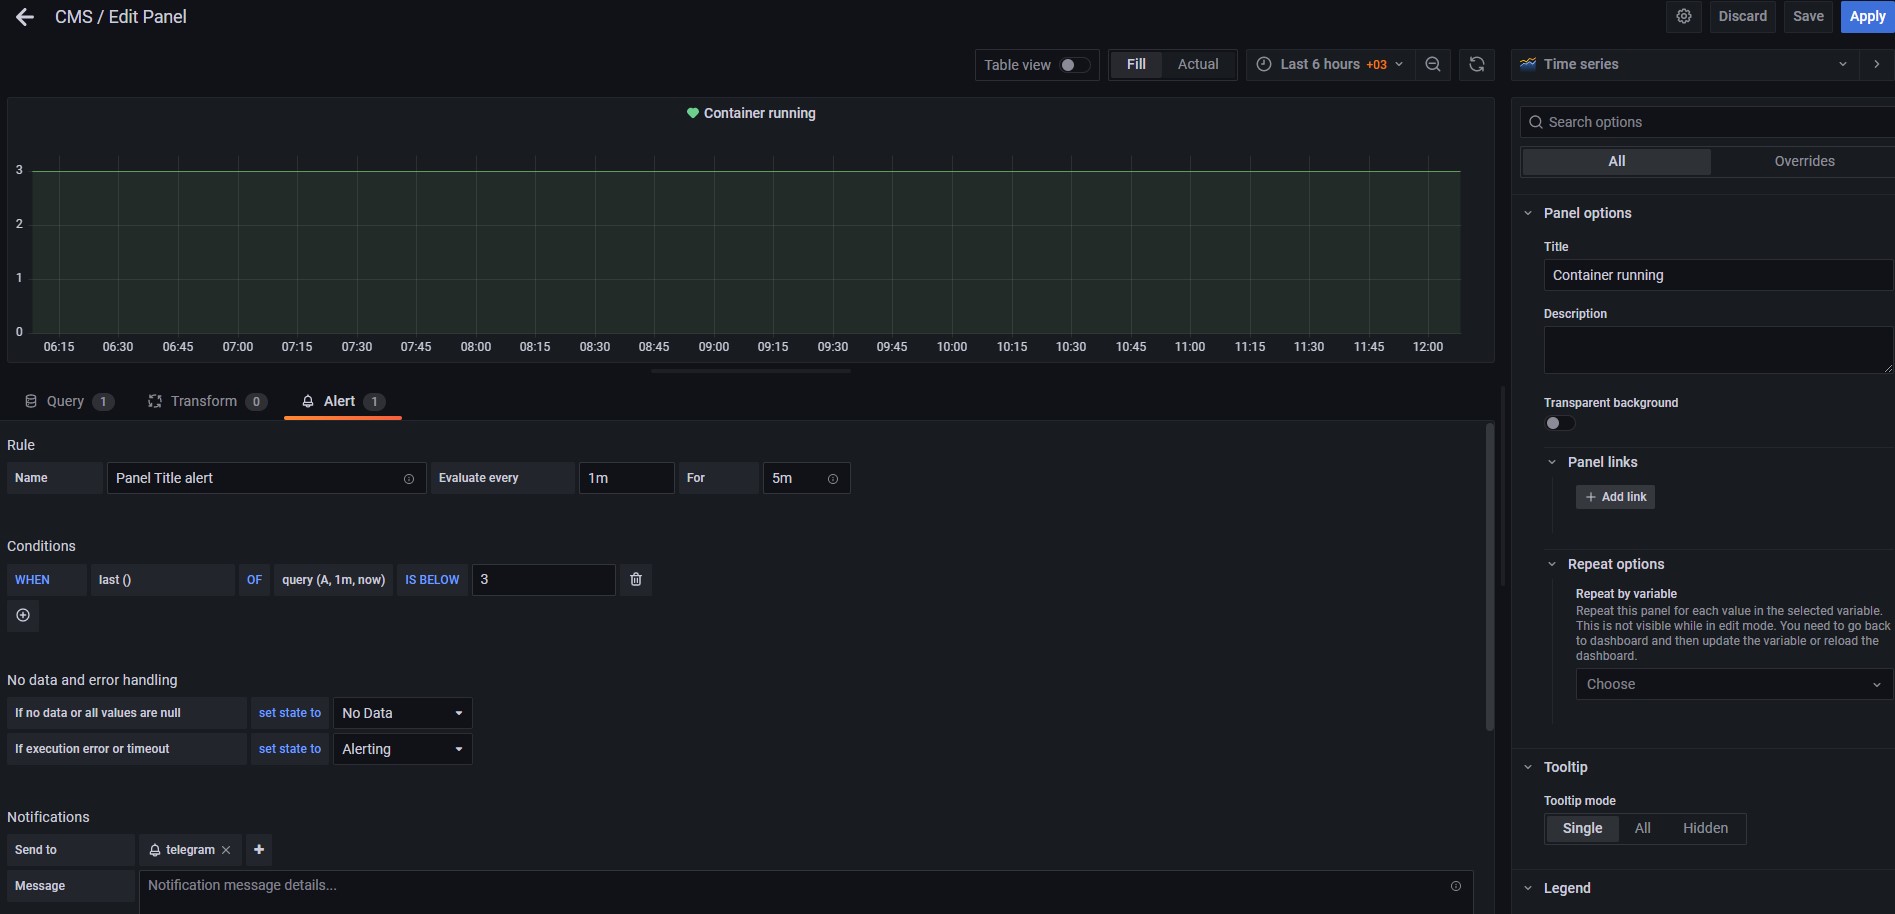 CMS / Edit Panel
Discard
Save
Apply
Table view
Fill
Actual
Last 6 hours +03
Time series
Container running
3
2
1
0
06:15 06:30 06:45 07:00 07:15 07:30 07:45 08:00 08:15 08:30 08:45 09:00 09:15 09:30 09:45 10:00 10:15 10:30 10:45 11:00 11:15 11:30 11:45 12:00
Query 1
Transform 0
Alert 1
Rule
Name Panel Title alert Evaluate every 1m For 5m
Conditions
WHEN last () OF query (A, 1m, now) IS BELOW 3
No data and error handling
If no data or all values are null set state to No Data
If execution error or timeout set state to Alerting
Notifications
Send to telegram
Message Notification message details...
Search options
All Overrides
Panel options
Title
Container running
Description
Transparent background
Panel links
Add link
Repeat options
Repeat by variable
Repeat this panel for each value in the selected variable.
This is not visible while in edit mode. You need to go back
to dashboard and then update the variable or reload the
dashboard.
Choose
Tooltip
Tooltip mode
Single All Hidden
Legend